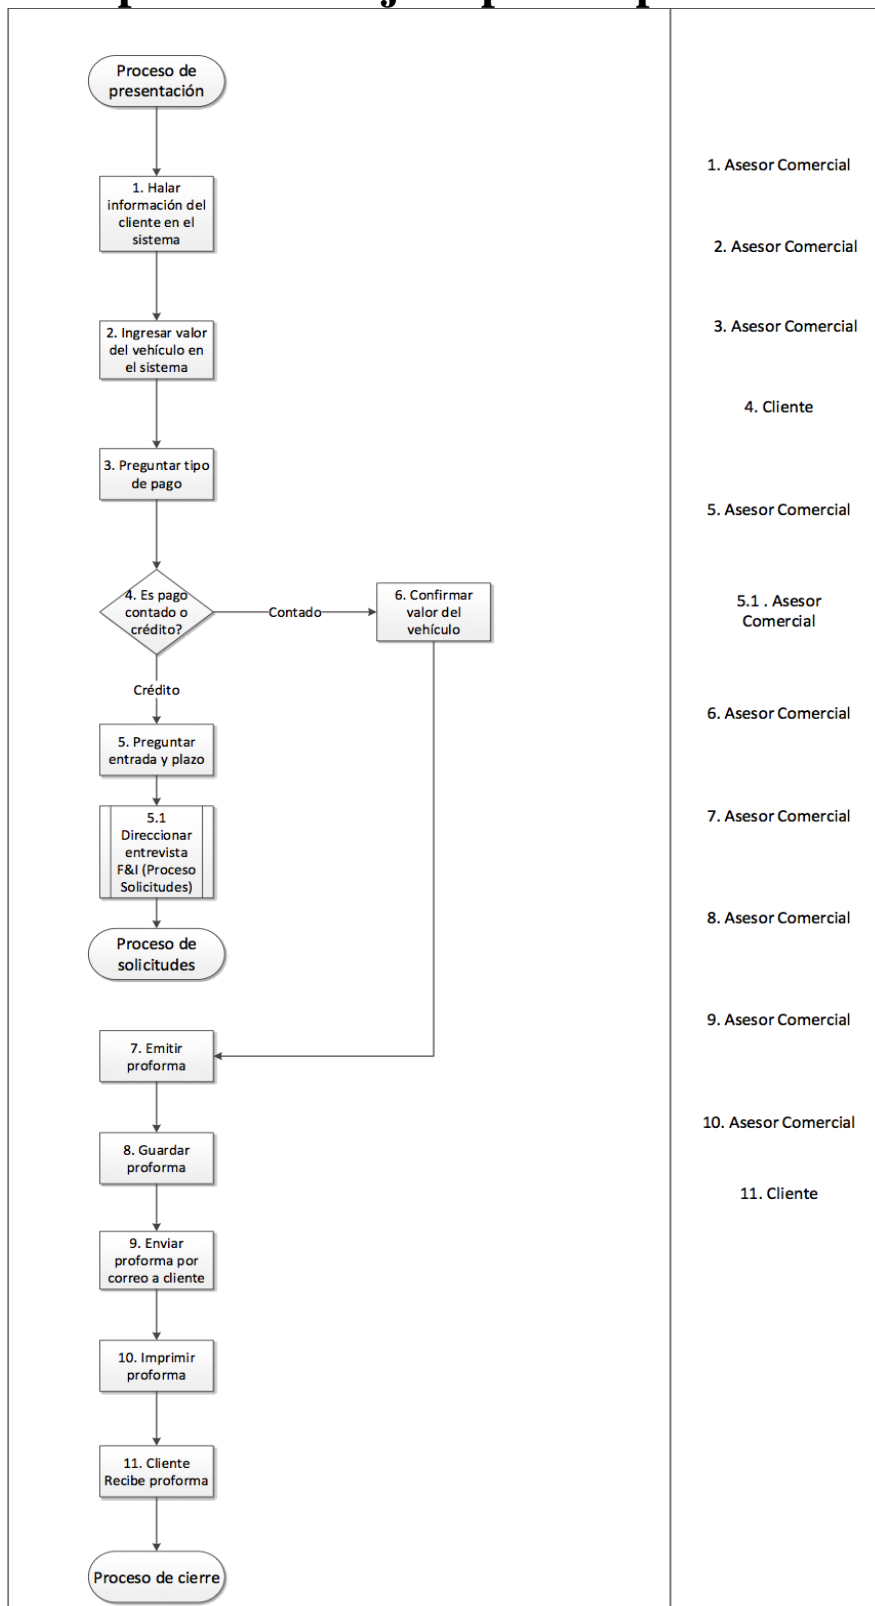 Proceso de
presentación
1. Halar
información del
cliente en el
sistema
2. Ingresar valor
del vehículo en
el sistema
3. Preguntar tipo
de pago
4. Es pago
contado o
crédito?
Contado
6. Confirmar
valor del
vehículo
Crédito
5. Preguntar
entrada y plazo
5.1
Direccionar
entrevista
F&I (Proceso
Solicitudes)
Proceso de
solicitudes
7. Emitir
proforma
8. Guardar
proforma
9. Enviar
proforma por
correo a cliente
10. Imprimir
proforma
11. Cliente
Recibe proforma
Proceso de cierre
1. Asesor Comercial
2. Asesor Comercial
3. Asesor Comercial
4. Cliente
5. Asesor Comercial
5.1 . Asesor
Comercial
6. Asesor Comercial
7. Asesor Comercial
8. Asesor Comercial
9. Asesor Comercial
10. Asesor Comercial
11. Cliente